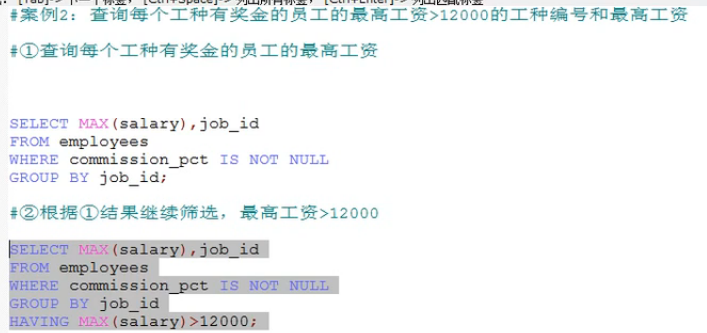 #案例2：查询每个工种有奖金的员工的最高工资>12000的工种编号和最高工资
#①查询每个工种有奖金的员工的最高工资
SELECT MAX(salary),job_id
FROM employees
WHERE commission_pct IS NOT NULL
GROUP BY job_id;
#②根据①结果继续筛选，最高工资>12000
SELECT MAX(salary),job_id
FROM employees
WHERE commission_pct IS NOT NULL
GROUP BY job_id
HAVING MAX(salary)>12000;